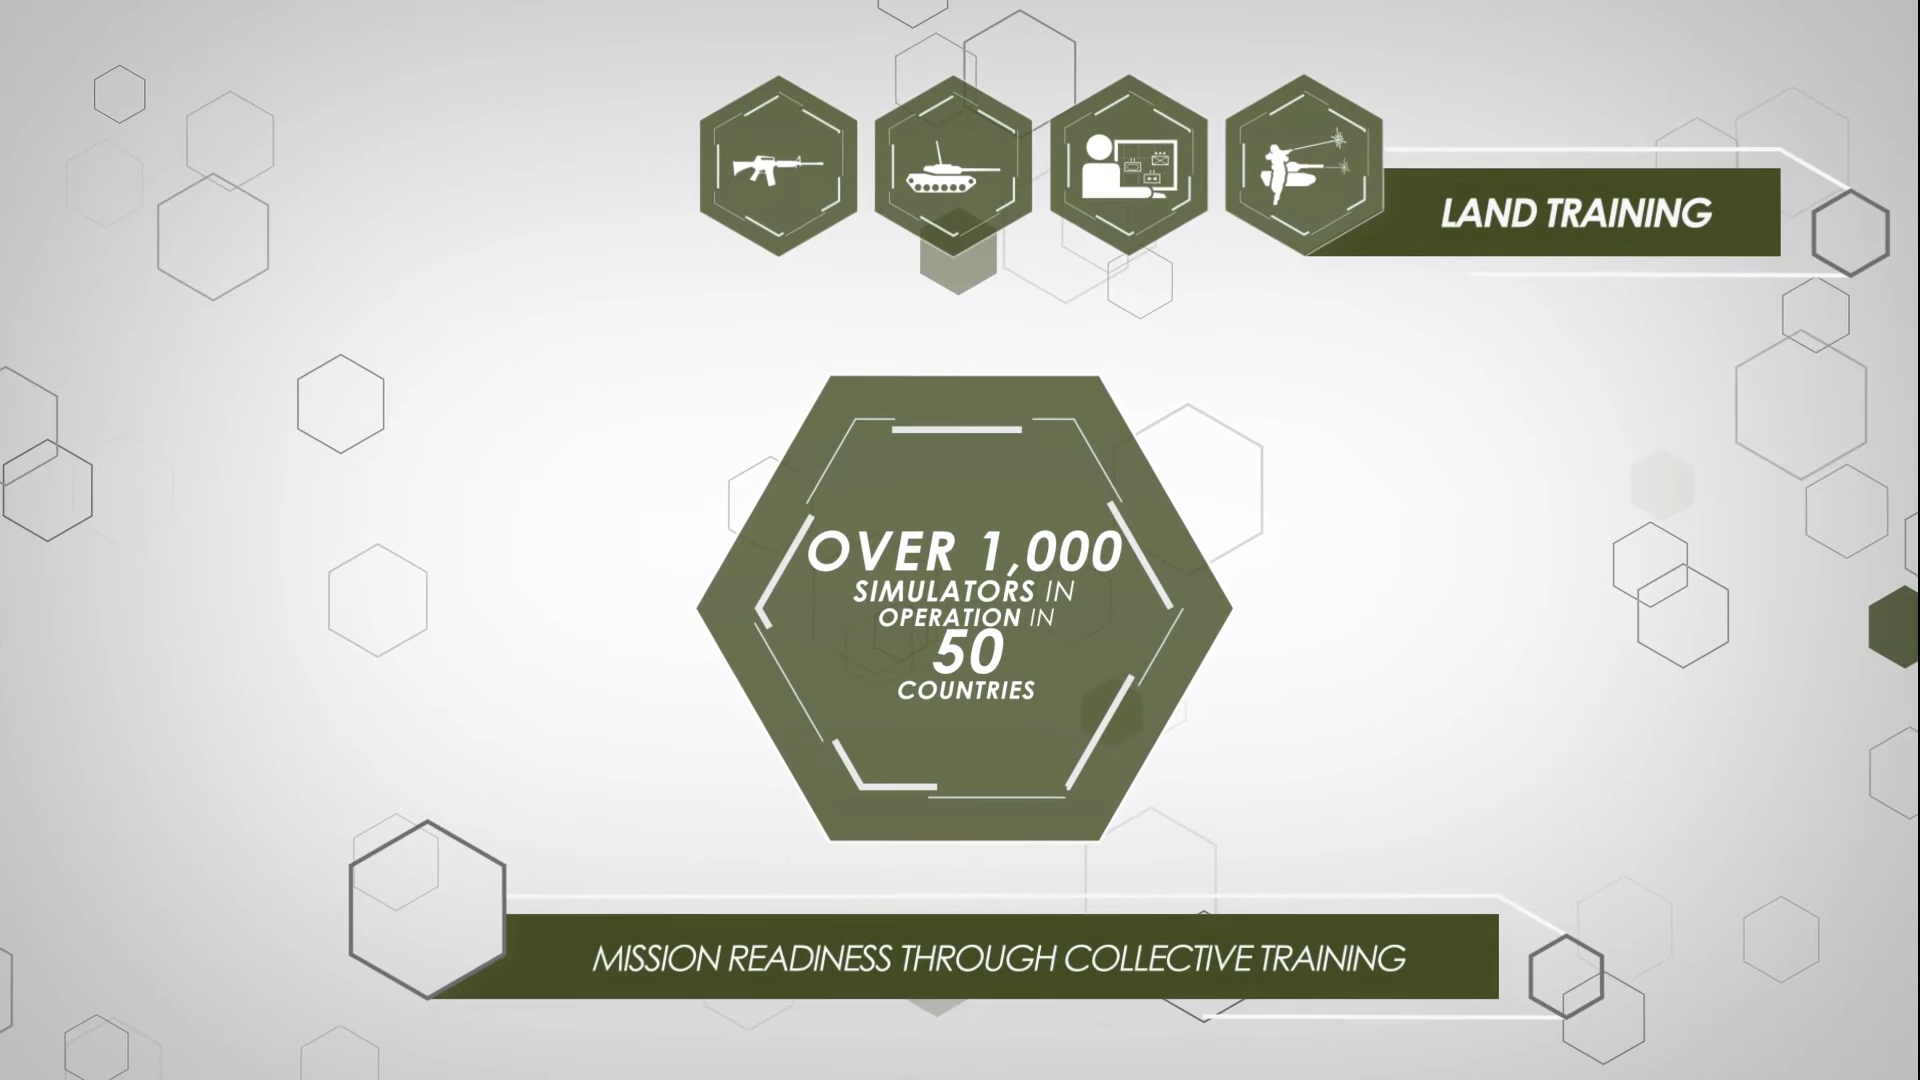 LAND TRAINING
OVER 1,000
SIMULATORS IN
OPERATION IN
50
COUNTRIES
MISSION READINESS THROUGH COLLECTIVE TRAINING